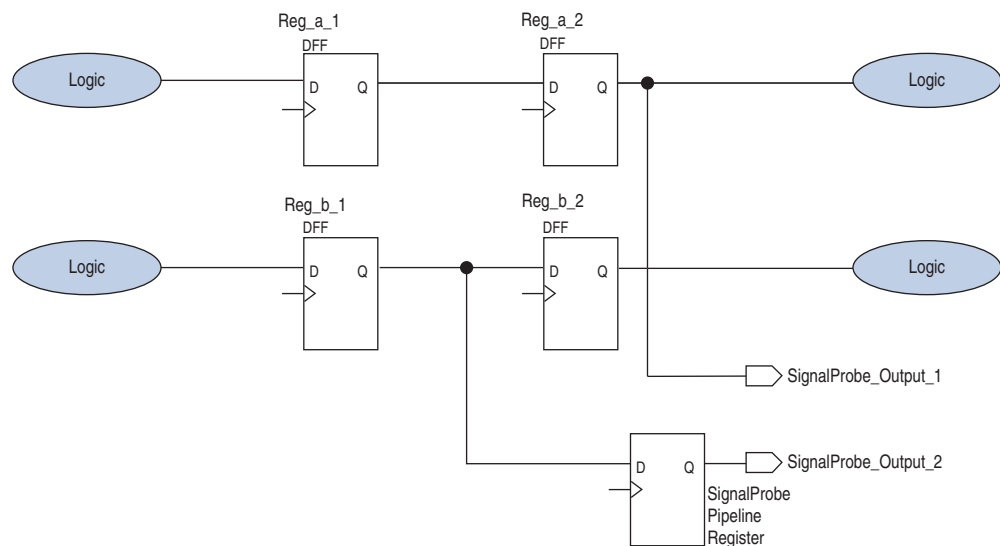 Reg_a_1
DFF
Reg_a_2
DFF
Logic
D Q
D Q
Logic
Reg_b_1
DFF
Reg_b_2
DFF
Logic
D Q
D Q
Logic
SignalProbe_Output_1
D Q
SignalProbe_Output_2
SignalProbe
Pipeline
Register